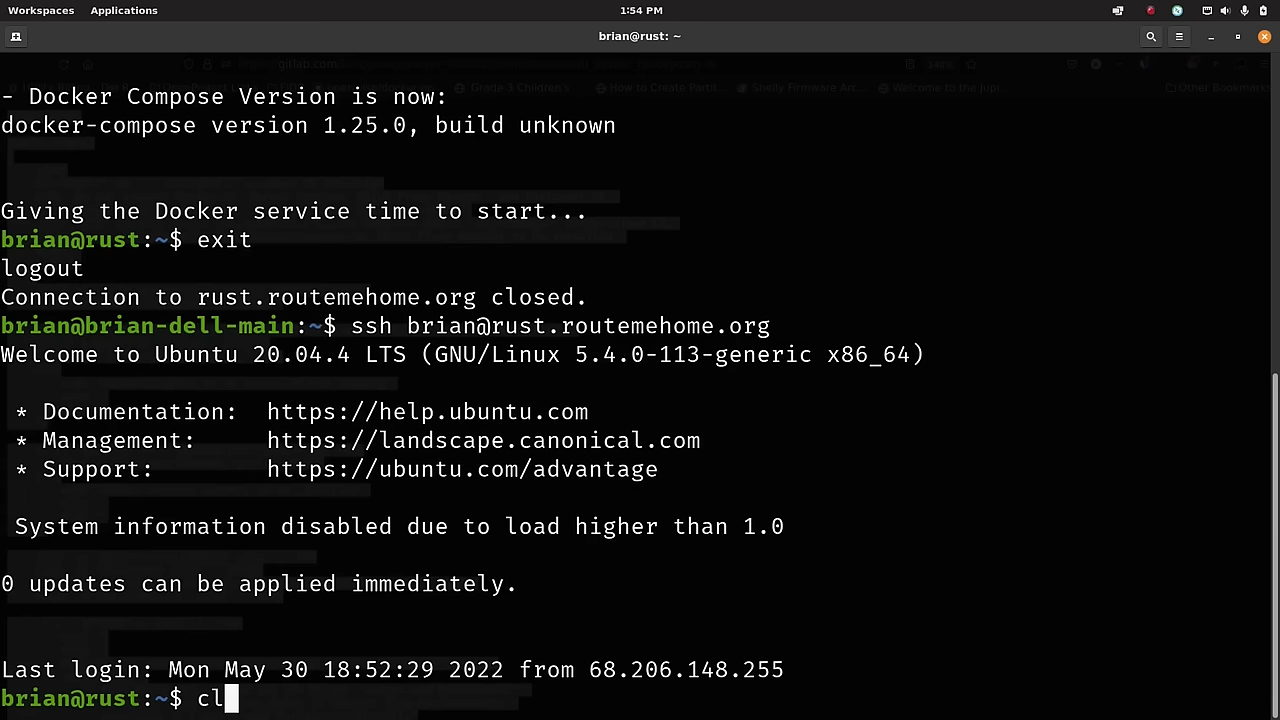 Workspaces Applications 1:54 PM
brian@rust: ~
- Docker Compose Version is now:
docker-compose version 1.25.0, build unknown
Giving the Docker service time to start...
brian@rust:~$ exit
logout
Connection to rust.routemehome.org closed.
brian@brian-dell-main:~$ ssh brian@rust.routemehome.org
Welcome to Ubuntu 20.04.4 LTS (GNU/Linux 5.4.0-113-generic x86_64)
* Documentation: https://help.ubuntu.com
* Management: https://landscape.canonical.com
* Support: https://ubuntu.com/advantage
System information disabled due to load higher than 1.0
0 updates can be applied immediately.
Last login: Mon May 30 18:52:29 2022 from 68.206.148.255
brian@rust:~$ cl